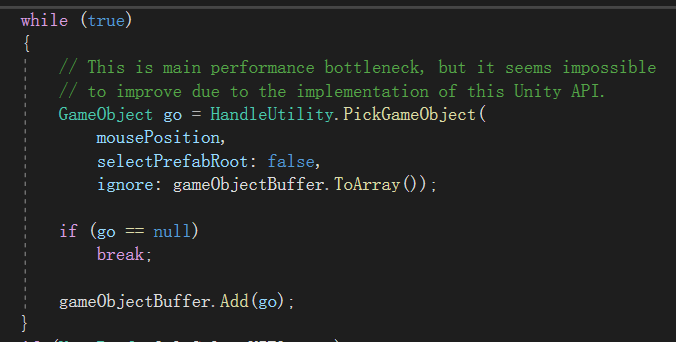 while (true)
{
// This is main performance bottleneck, but it seems impossible
// to improve due to the implementation of this Unity API.
GameObject go = HandleUtility.PickGameObject(
mousePosition,
selectPrefabRoot: false,
ignore: gameObjectBuffer.ToArray());
if (go == null)
break;
gameObjectBuffer.Add(go);
}